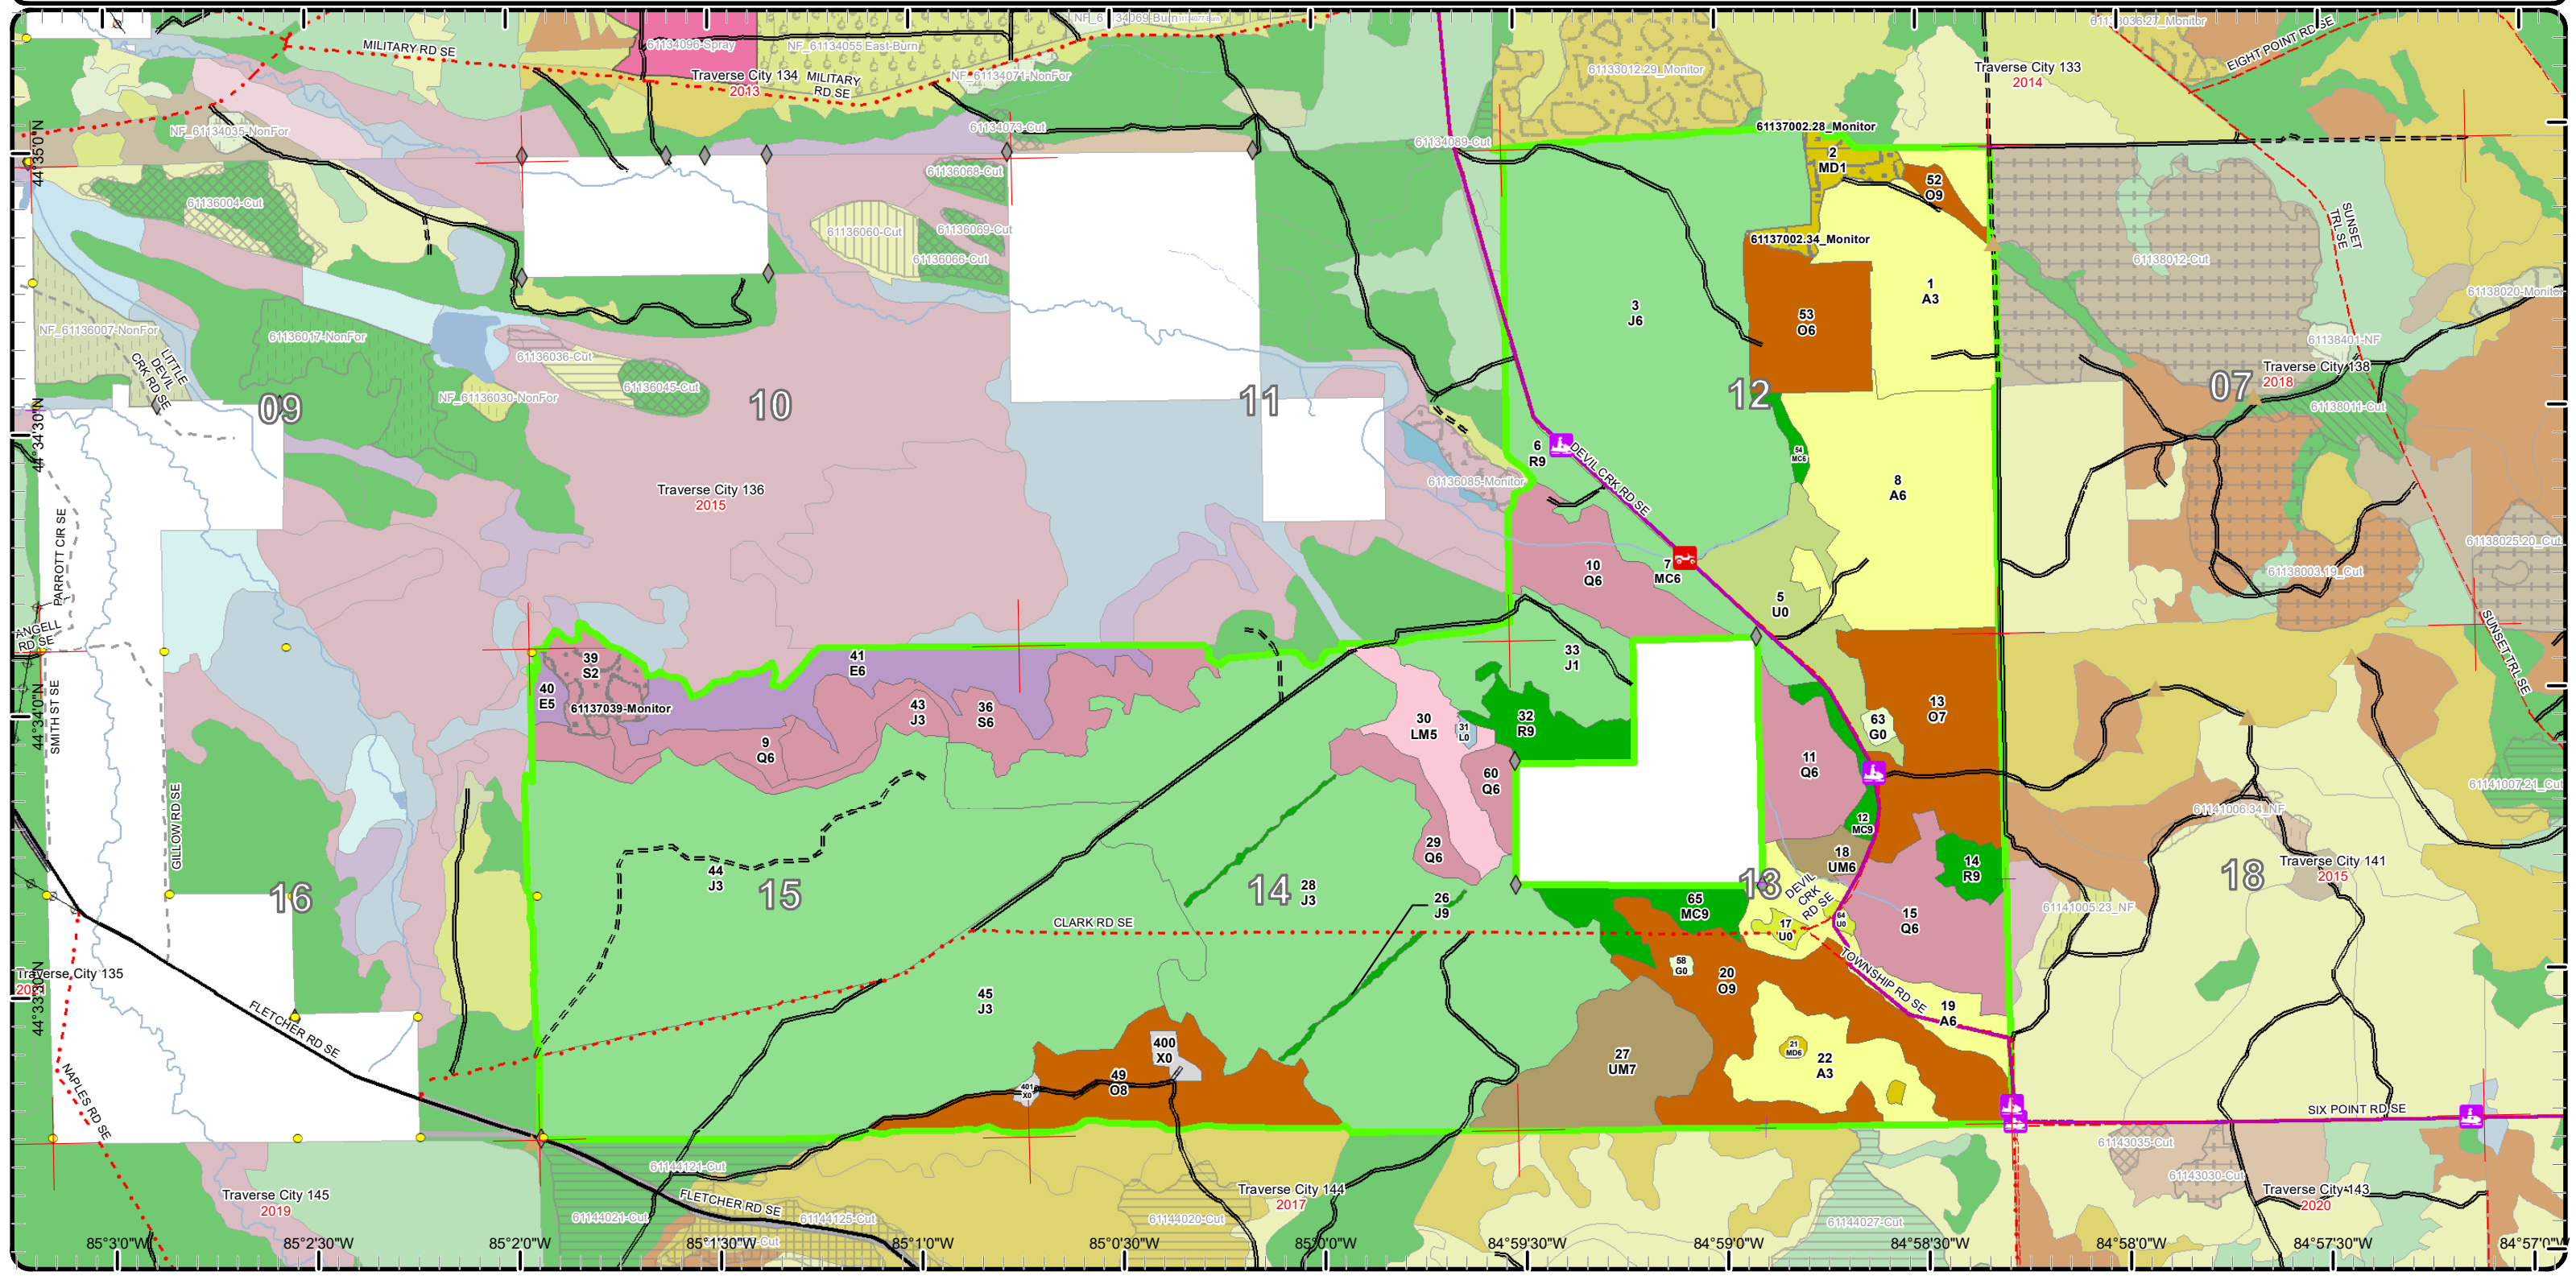 NF_6
34069-Burn
61134096-Spray
NF_61134055 East-Burn
MILITARY RD SE
Traverse City 134
2013
MILITARY
RD SE
NF_61134071-NonFor
61133012.29_Monitor
Traverse City 133
2014
EIGHT POINT RD SE
NF_61134035-NonFor
61134073-Cut
61134089-Cut
61137002.28_Monitor
2
MD1
52
O9
44°35'0"N
61136068-Cut
61136004-Cut
61136060-Cut
61136069-Cut
61136066-Cut
61137002.34_Monitor
SUNSET
TRL SE
61138012-Cut
61138020-Monitor
1
A3
3
J6
53
O6
NF_61136007-NonFor
61136017-NonFor
61136036-Cut
61136045-Cut
NF_61136030-NonFor
LITTLE
DEVIL
CRK RD SE
61138401-NF
Traverse City 138
2018
61138011-Cut
09
10
11
12
07
44°34'30"N
6
R9
DEVIL CRK RD SE
54
MC6
8
A6
61136085-Monitor
Traverse City 136
2015
PARROTT CIR SE
61138025.20_Cut
61138003.19_Cut
10
Q6
7
MC6
5
U0
ANGELL
RD SE
SUNSET TRL SE
39
S2
41
E6
33
J1
40
E5
61137039-Monitor
43
J3
36
S6
9
Q6
30
LM5
31
L0
32
R9
13
O7
63
G0
44°34'0"N
SMITH ST SE
GILLOW RD SE
60
Q6
11
Q6
12
MC9
61141007.21_Cut
61141006.34_NF
29
Q6
18
UM6
14
R9
Traverse City 141
2015
44
J3
16
15
14
13
18
28
J3
26
J9
65
MC9
DEVIL
CRK
RD SE
17
U0
64
U0
15
Q6
61141005.23_NF
CLARK RD SE
Traverse City 135
44°33'30"N
45
J3
58
G0
20
O9
TOWNSHIP RD SE
19
A6
FLETCHER RD SE
400
X0
401
X0
49
O8
27
UM7
21
MD6
22
A3
NAPLES RD SE
SIX POINT RD SE
61144121-Cut
61143035-Cut
61143030-Cut
Traverse City 145
2019
FLETCHER RD SE
61144021-Cut
61144125-Cut
61144020-Cut
Traverse City 144
2017
61144027-Cut
Traverse City 143
2020
85°3'0"W
85°2'30"W
85°2'0"W
85°1'30"W
85°1'0"W
85°0'30"W
85°0'0"W
84°59'30"W
84°59'0"W
84°58'30"W
84°58'0"W
84°57'30"W
84°57'0"W